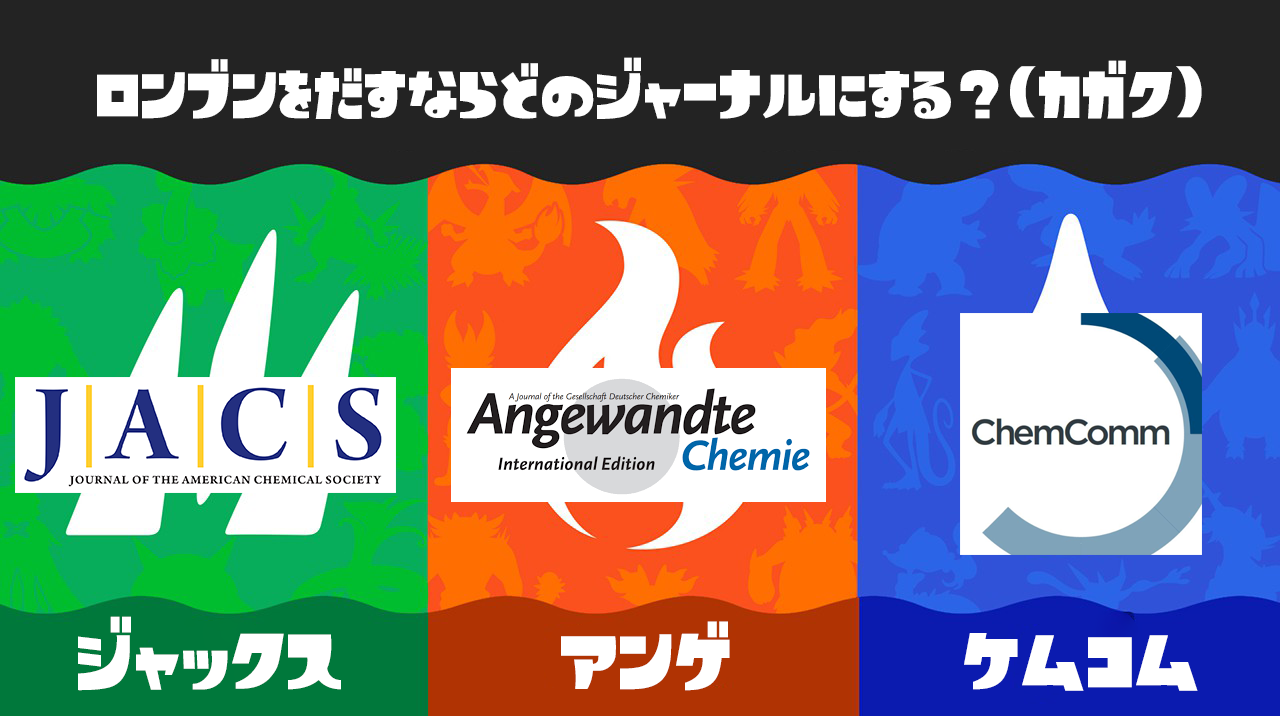 ロンブンをだすならどのジャーナルにする？(カガク)
J|A|C|S
JOURNAL OF THE AMERICAN CHEMICAL SOCIETY
A Journal of the Gesellschaft Deutscher Chemiker
Angewandte
Chemie
International Edition
ChemComm
ジャックス
アンゲ
ケムコム